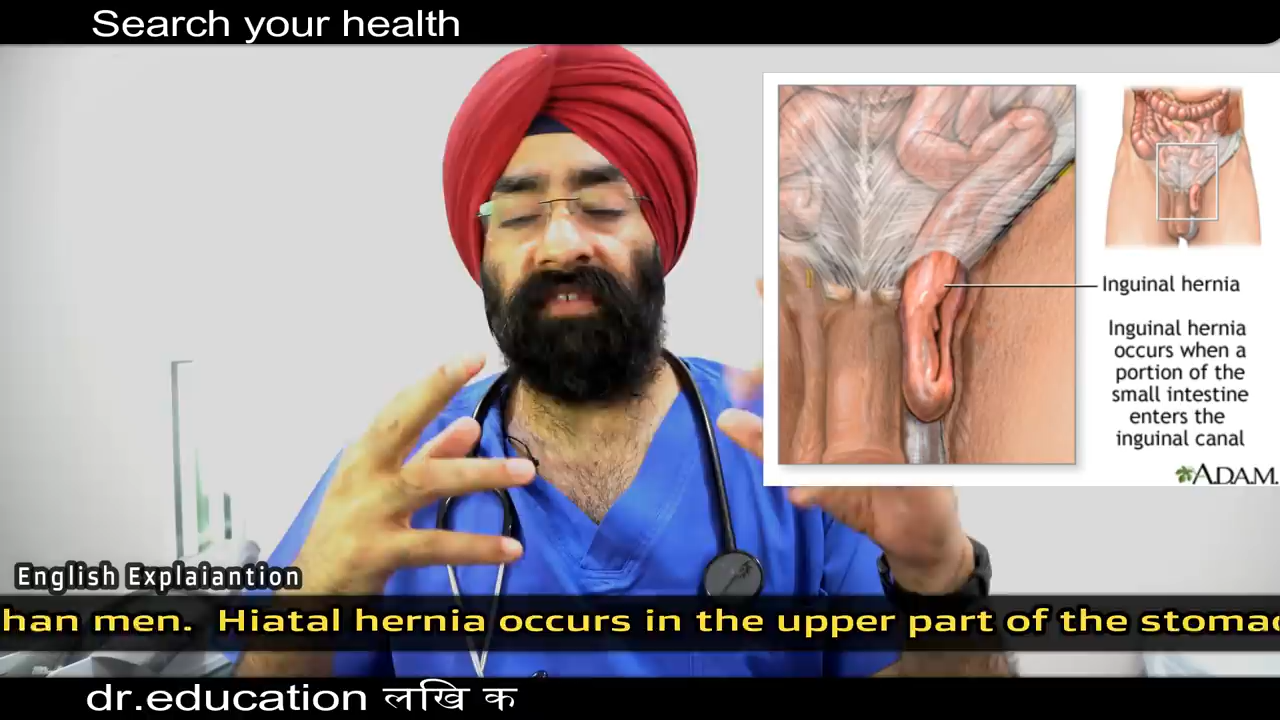 Search your health
Inguinal hernia
Inguinal hernia
occurs when a
portion of the
small intestine
enters the
inguinal canal
ADAM.
English Explaiantion
han men.  Hiatal hernia occurs in the upper part of the stomac
dr.education लखि क